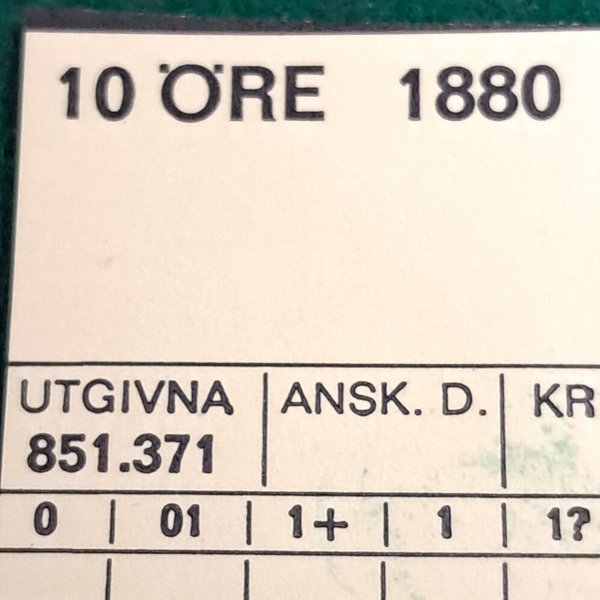 10 ÖRE 1880
UTGIVNA ANSK. D. KR
851.371
0 01 1+ 1 1?